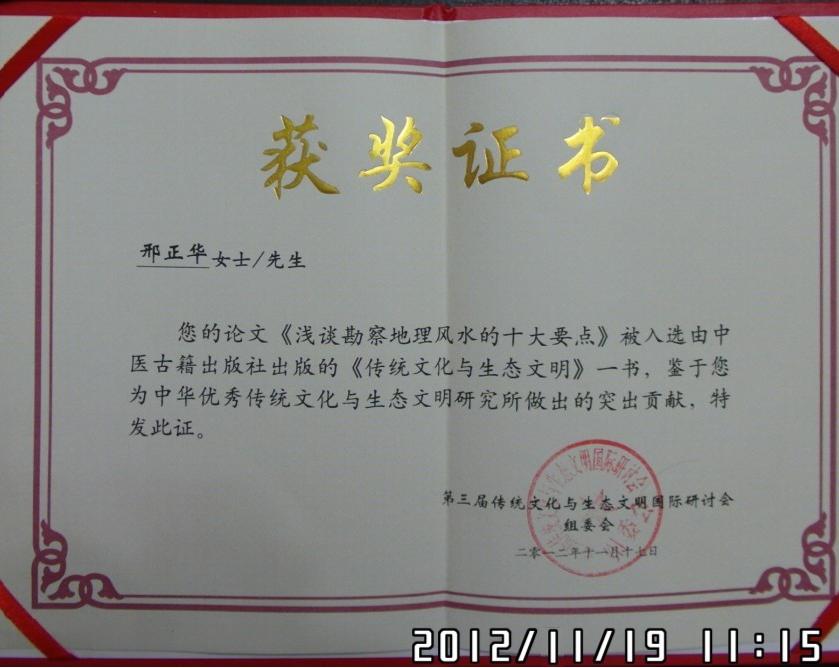 获奖证书
邢正华女士/先生
您的论文《浅谈勘察地理风水的十大要点》被入选由中
医古籍出版社出版的《传统文化与生态文明》一书，鉴于您
为中华优秀传统文化与生态文明研究所做出的突出贡献，特
发此证。
第三届传统文化与生态文明国际研讨会
组委会
二零一二年十一月十七日
2012/11/19 11:15